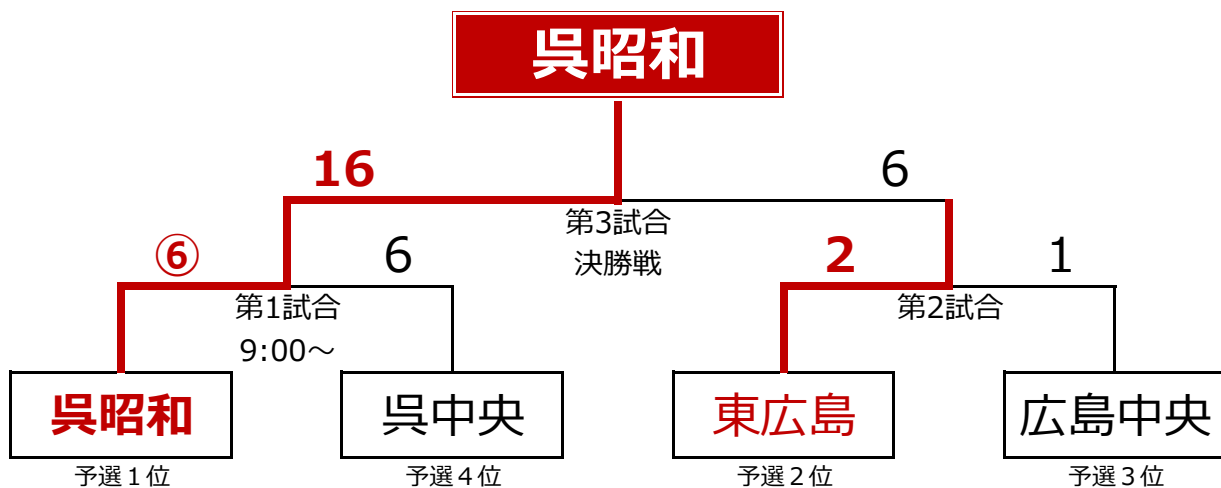 呉昭和
16
6
第3試合
決勝戦
⑥
6
2
1
第1試合
9:00～
第2試合
呉昭和
呉中央
東広島
広島中央
予選１位
予選４位
予選２位
予選３位